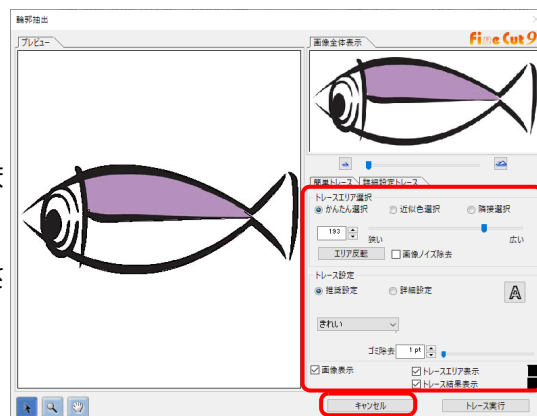 輪郭抽出
プレビュー
画像全体表示
Fine Cut 9
簡単トレース
詳細設定トレース
トレースエリア選択
かんたん選択 近似色選択 隣接選択
193
狭い 広い
エリア反転 画像ノイズ除去
トレース設定
推奨設定 詳細設定
A
きれい
ゴミ除去 1 pt
画像表示 トレースエリア表示
トレース結果表示
キャンセル トレース実行